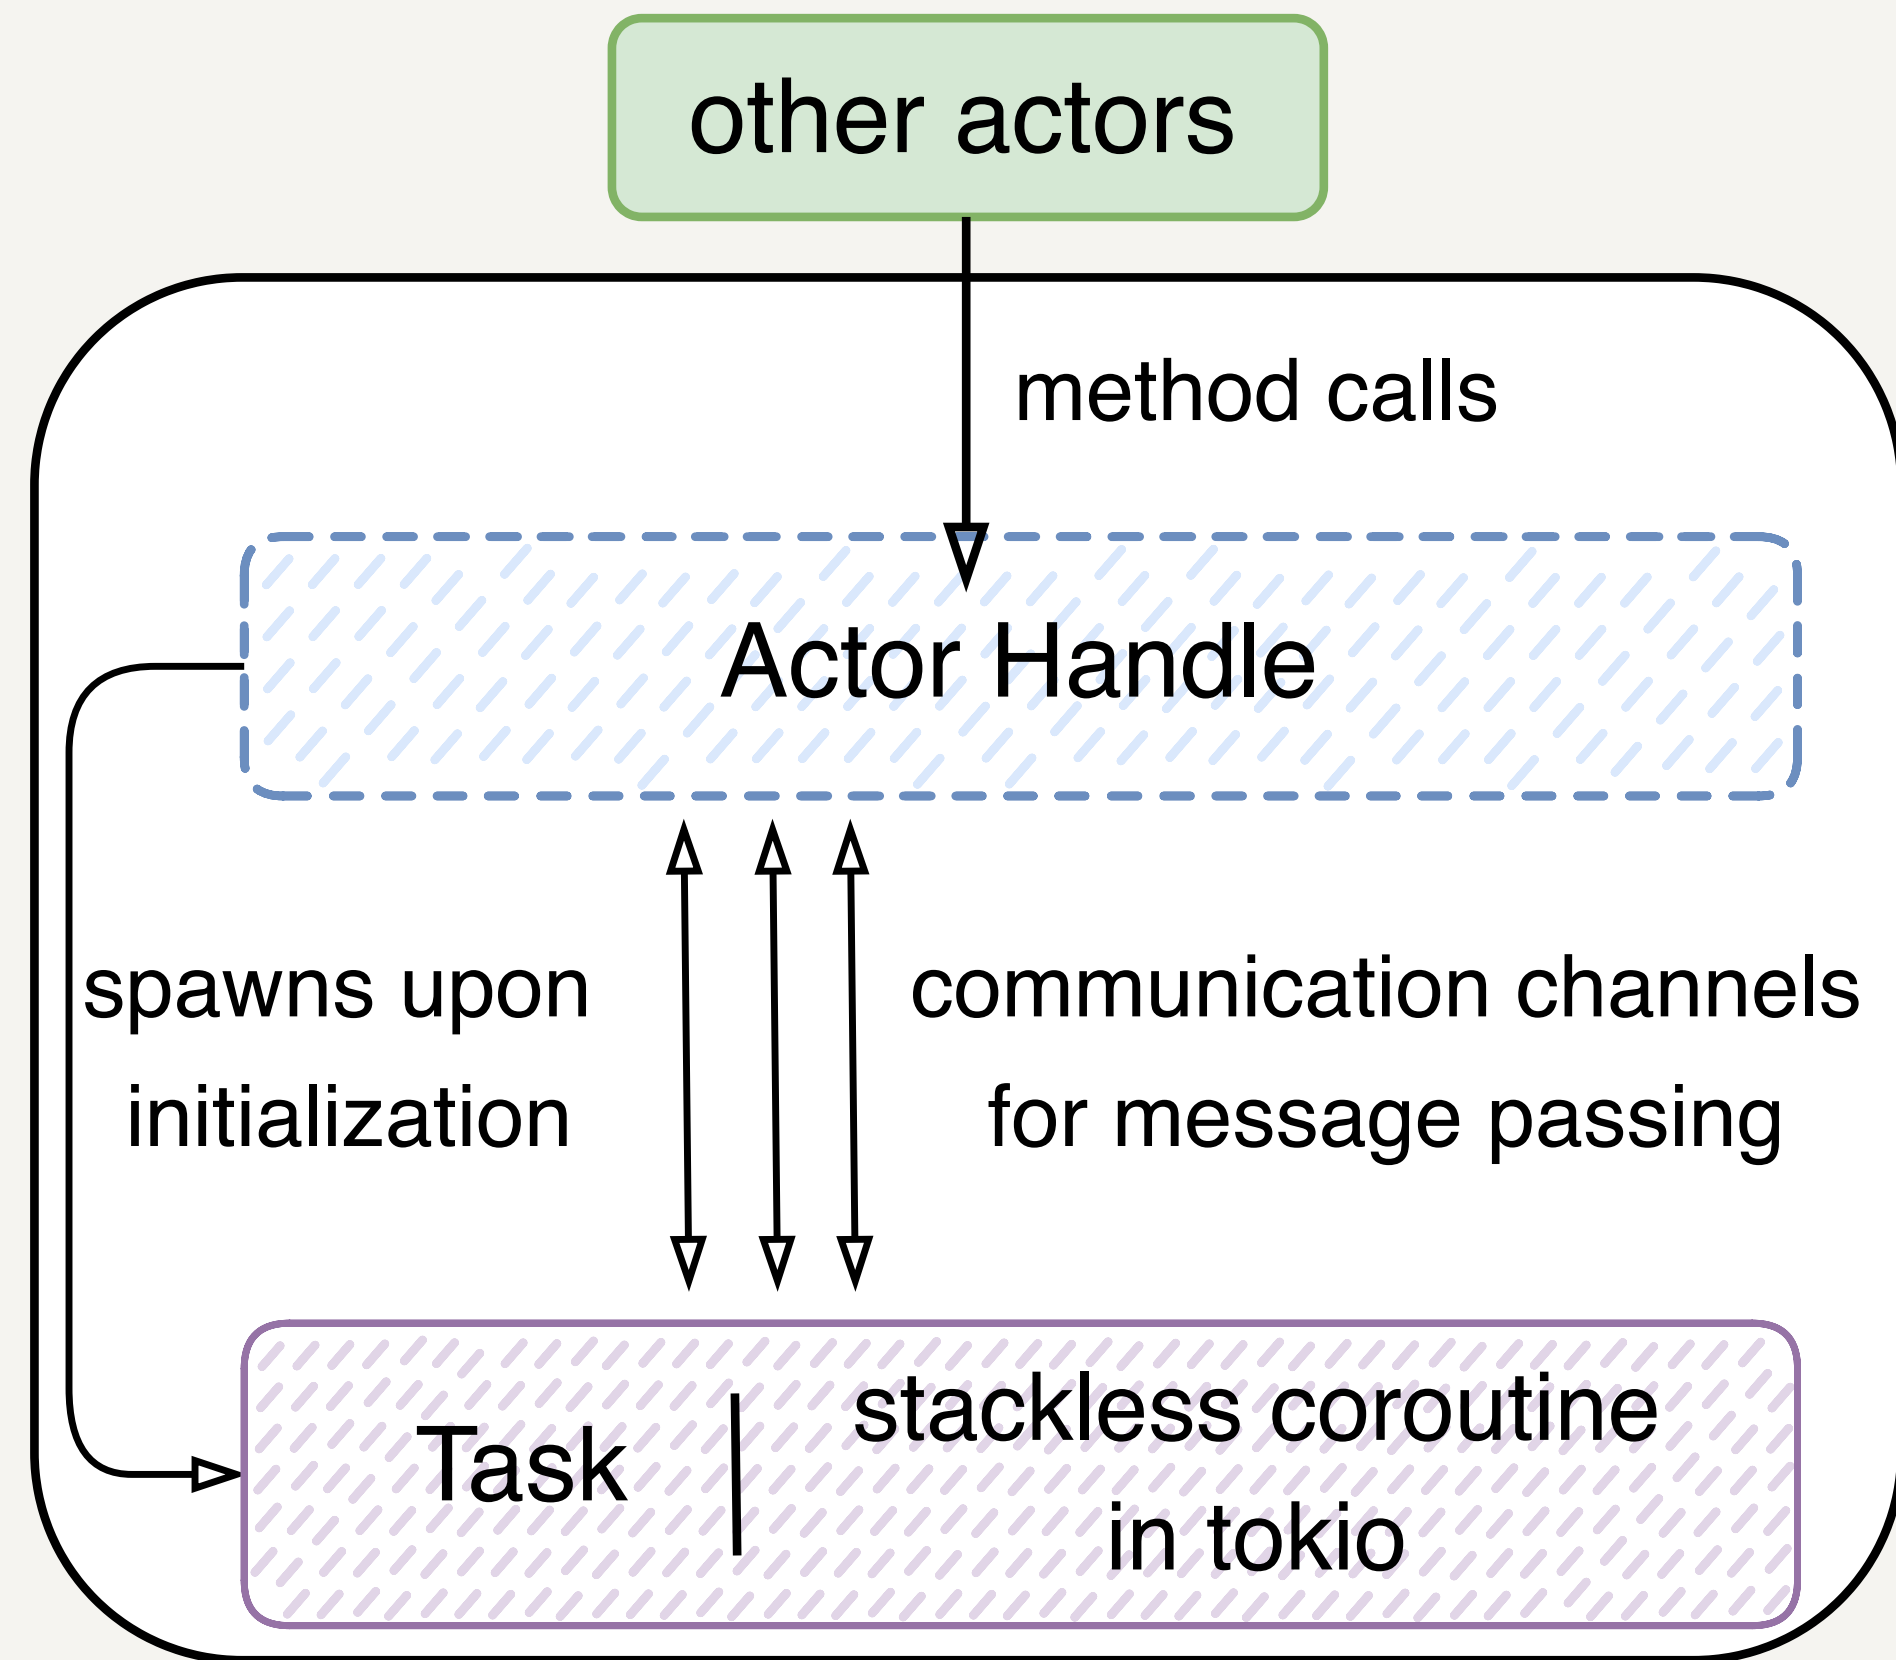 other actors
method calls
Actor Handle
spawns upon
initialization
communication channels
for message passing
Task
stackless coroutine
in tokio